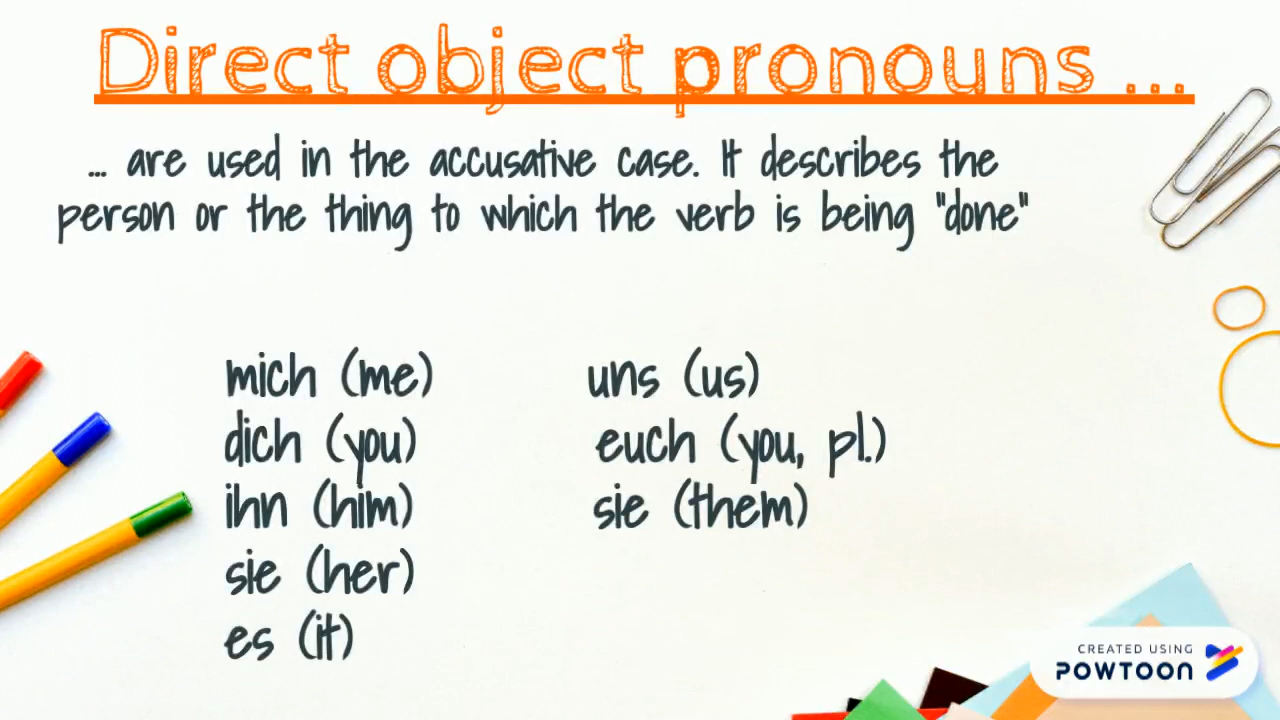 Direct object pronouns ...
... are used in the accusative case. It describes the
person or the thing to which the verb is being "done"
mich (me)
dich (you)
ihn (him)
sie (her)
es (it)
uns (us)
euch (you, pl.)
sie (them)
CREATED USING
POWTOON